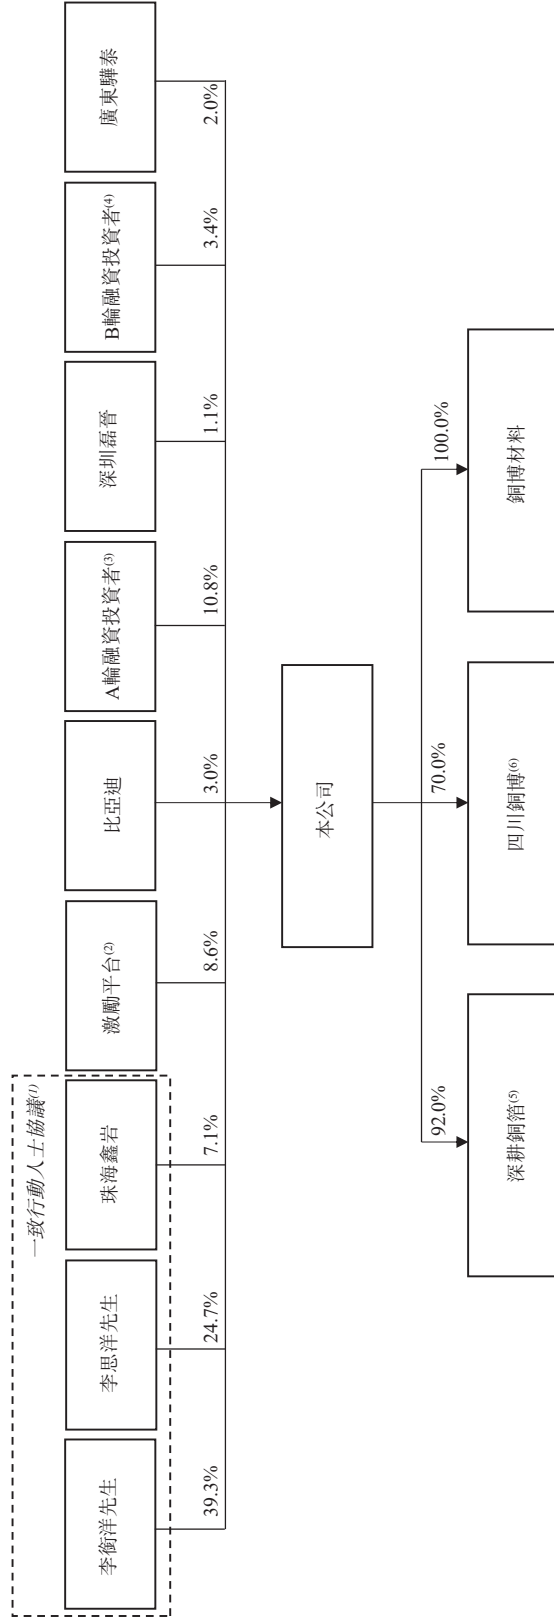 一致行動人士協議(1)
李銜洋先生
李思洋先生
珠海鑫岩
激勵平台(2)
比亞迪
A輪融資投資者(3)
深圳磊晉
B輪融資投資者(4)
廣東驊泰
39.3%
24.7%
7.1%
8.6%
3.0%
10.8%
1.1%
3.4%
2.0%
本公司
92.0%
70.0%
100.0%
深耕銅箔(5)
四川銅博(6)
銅博材料